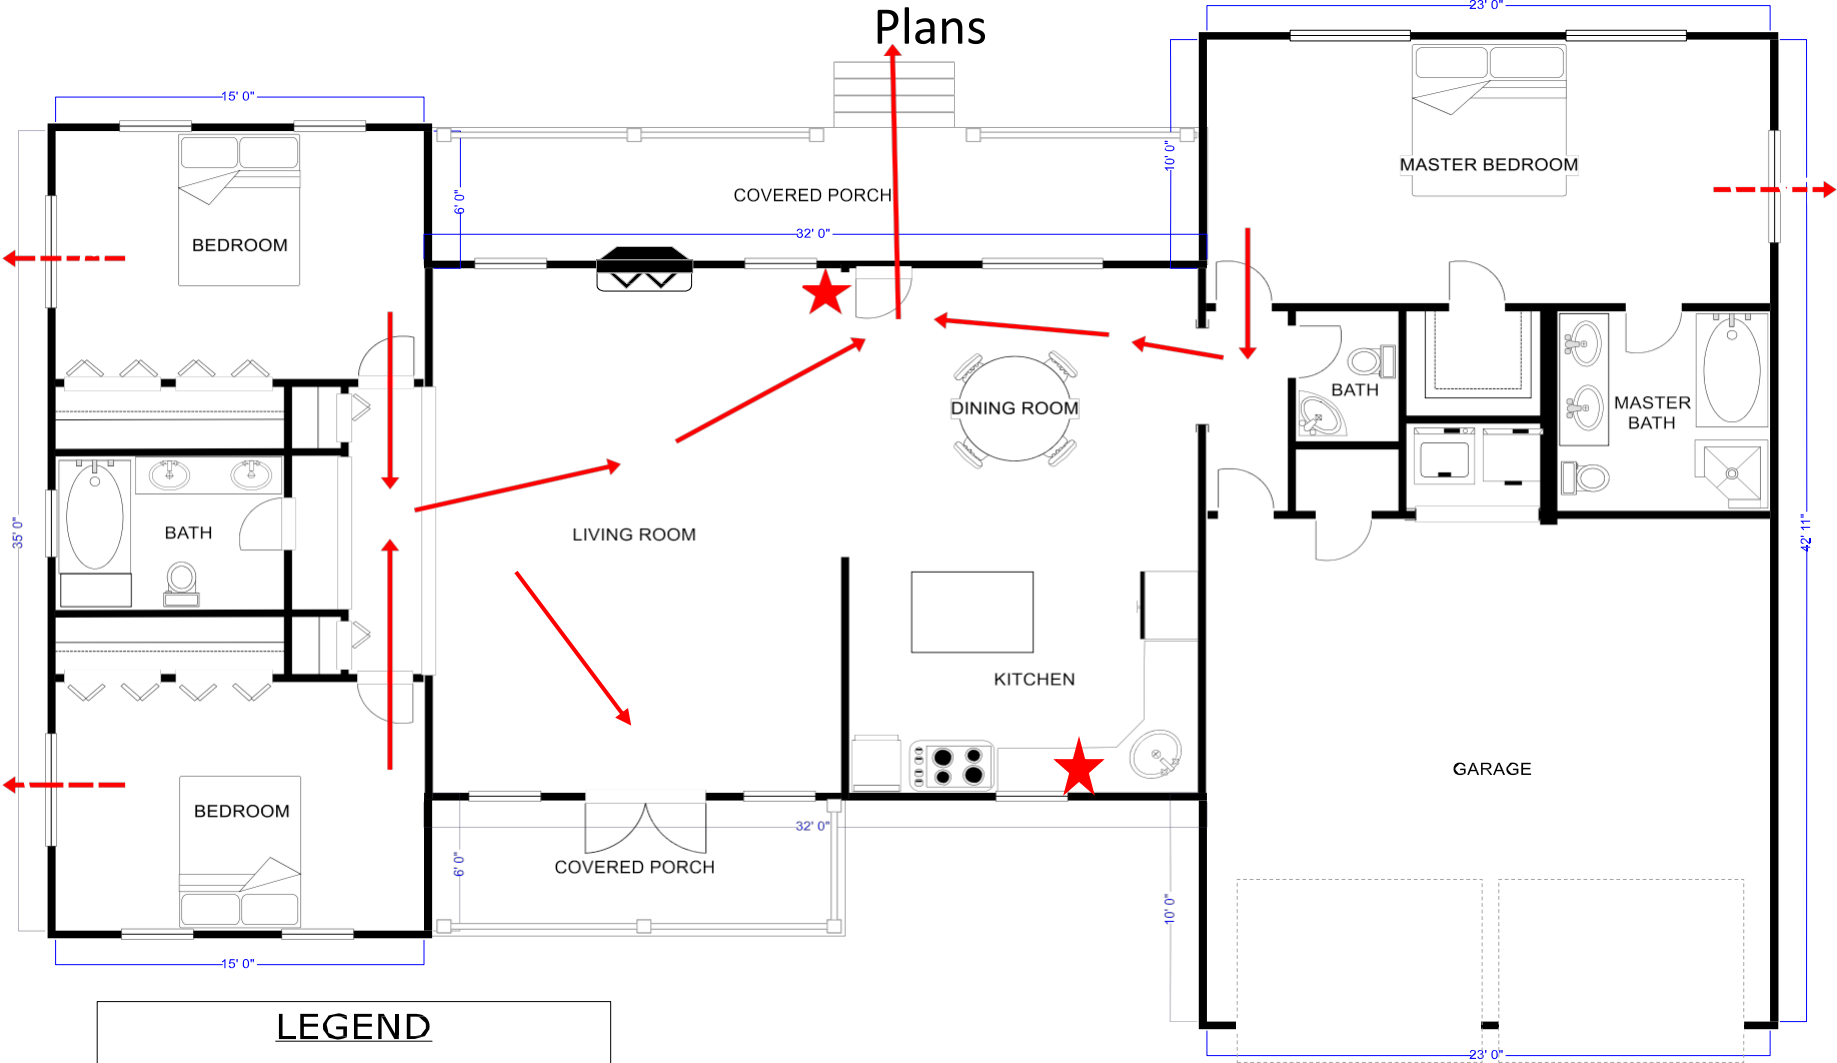 Plans
23' 0"
15' 0"
10' 0"
MASTER BEDROOM
COVERED PORCH
6' 0"
32' 0"
BEDROOM
BATH
DINING ROOM
MASTER
BATH
35' 0"
BATH
LIVING ROOM
42' 11"
KITCHEN
GARAGE
BEDROOM
32' 0"
6' 0"
COVERED PORCH
10' 0"
15' 0"
LEGEND
23' 0"